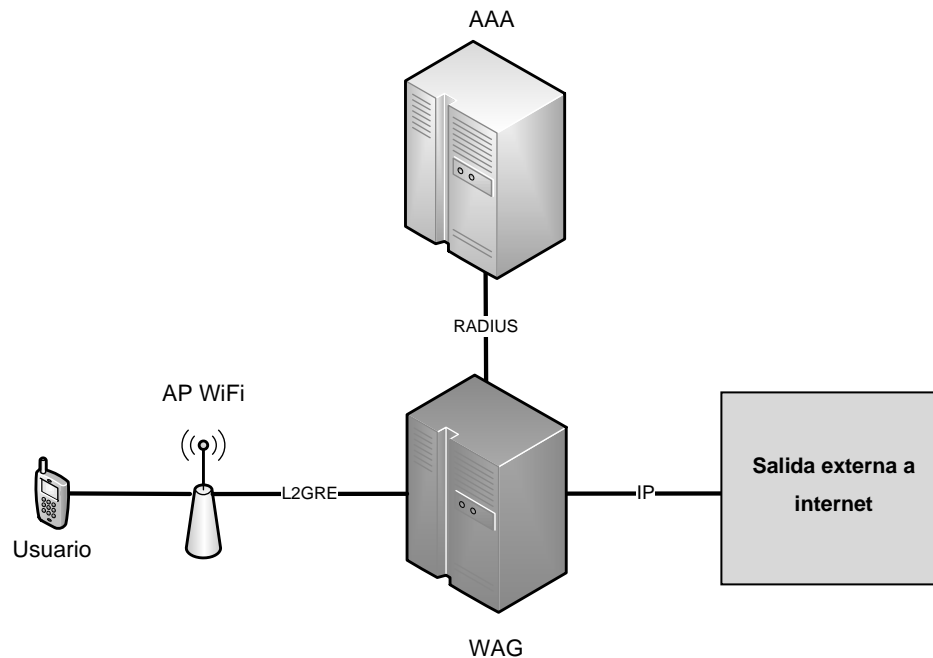 AAA
RADIUS
AP WiFi
L2GRE
IP
Salida externa a
internet
Usuario
WAG